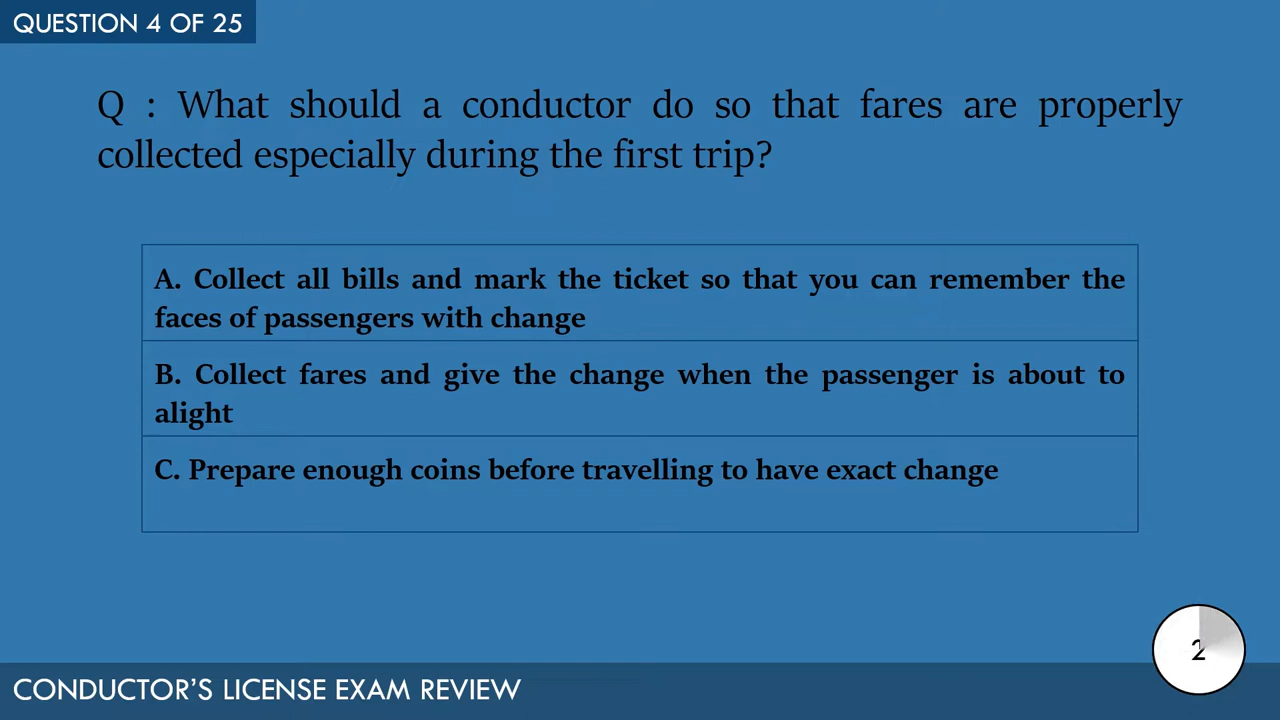 QUESTION 4 OF 25
Q : What should a conductor do so that fares are properly
collected especially during the first trip?
A. Collect all bills and mark the ticket so that you can remember the
faces of passengers with change
B. Collect fares and give the change when the passenger is about to
alight
C. Prepare enough coins before travelling to have exact change
2
CONDUCTOR'S LICENSE EXAM REVIEW